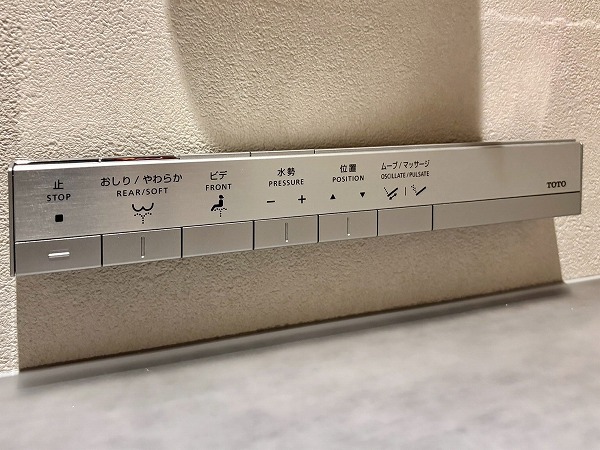 止
STOP
おしり/やわらか
REAR/SOFT
ビデ
FRONT
水勢
PRESSURE
− +
位置
POSITION
▲ ▼
ムーブ/マッサージ
OSCILLATE/PULSATE
TOTO